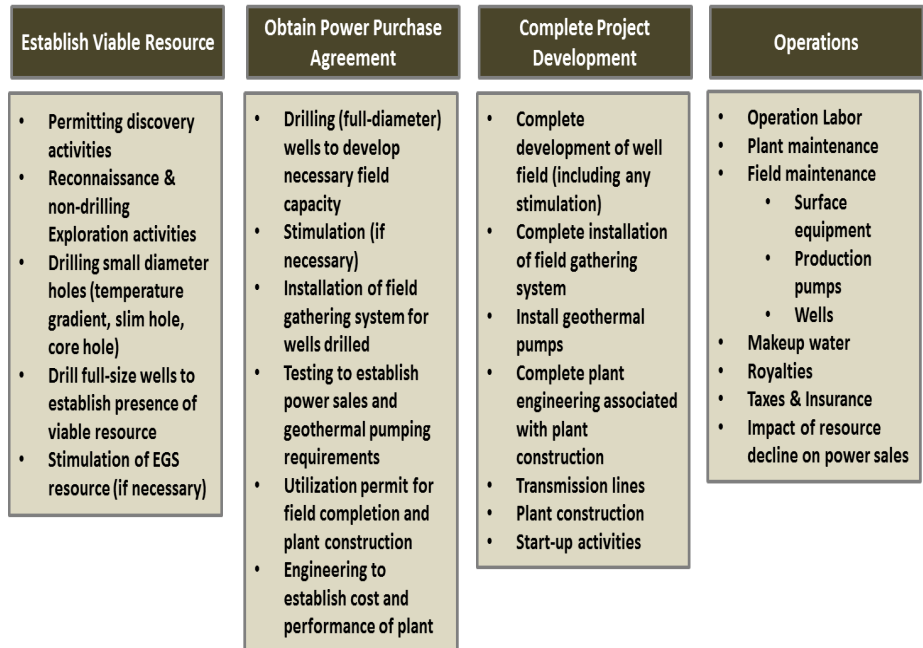 Establish Viable Resource
• Permitting discovery
activities
• Reconnaissance &
non-drilling
Exploration activities
• Drilling small diameter
holes (temperature
gradient, slim hole,
core hole)
• Drill full-size wells to
establish presence of
viable resource
• Stimulation of EGS
resource (if necessary)
Obtain Power Purchase
Agreement
• Drilling (full-diameter)
wells to develop
necessary field
capacity
• Stimulation (if
necessary)
• Installation of field
gathering system for
wells drilled
• Testing to establish
power sales and
geothermal pumping
requirements
• Utilization permit for
field completion and
plant construction
• Engineering to
establish cost and
performance of plant
Complete Project
Development
• Complete
development of well
field (including any
stimulation)
• Complete installation
of field gathering
system
• Install geothermal
pumps
• Complete plant
engineering associated
with plant
construction
• Transmission lines
• Plant construction
• Start-up activities
Operations
• Operation Labor
• Plant maintenance
• Field maintenance
• Surface
equipment
• Production
pumps
• Wells
• Makeup water
• Royalties
• Taxes & Insurance
• Impact of resource
decline on power sales